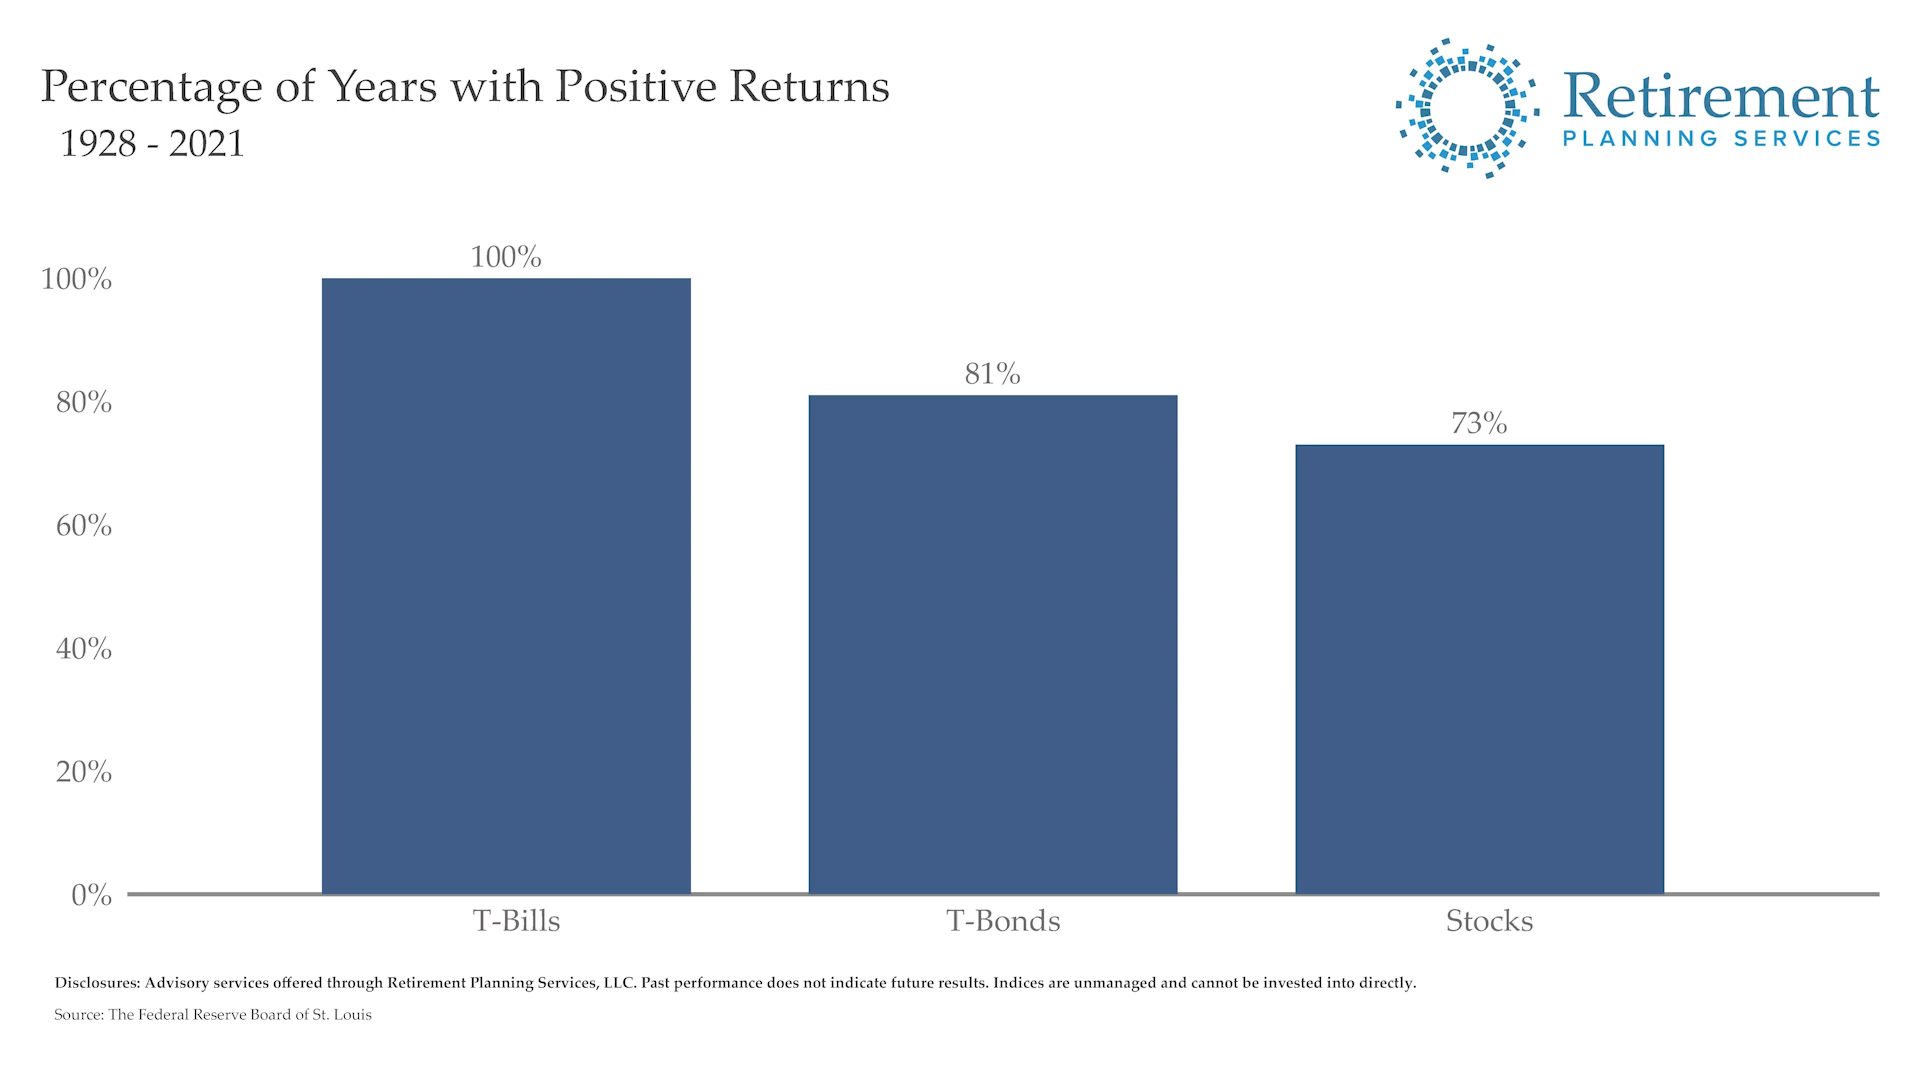 Percentage of Years with Positive Returns
1928 - 2021
Retirement
PLANNING SERVICES
100%
80%
60%
40%
20%
0%
100%
81%
73%
T-Bills
T-Bonds
Stocks
Disclosures: Advisory services offered through Retirement Planning Services, LLC. Past performance does not indicate future results. Indices are unmanaged and cannot be invested into directly.
Source: The Federal Reserve Board of St. Louis